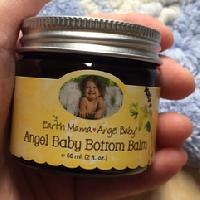 Earth Mama♥Angel Baby
Angel Baby Bottom Balm
e 60 ml (2 fl oz.)